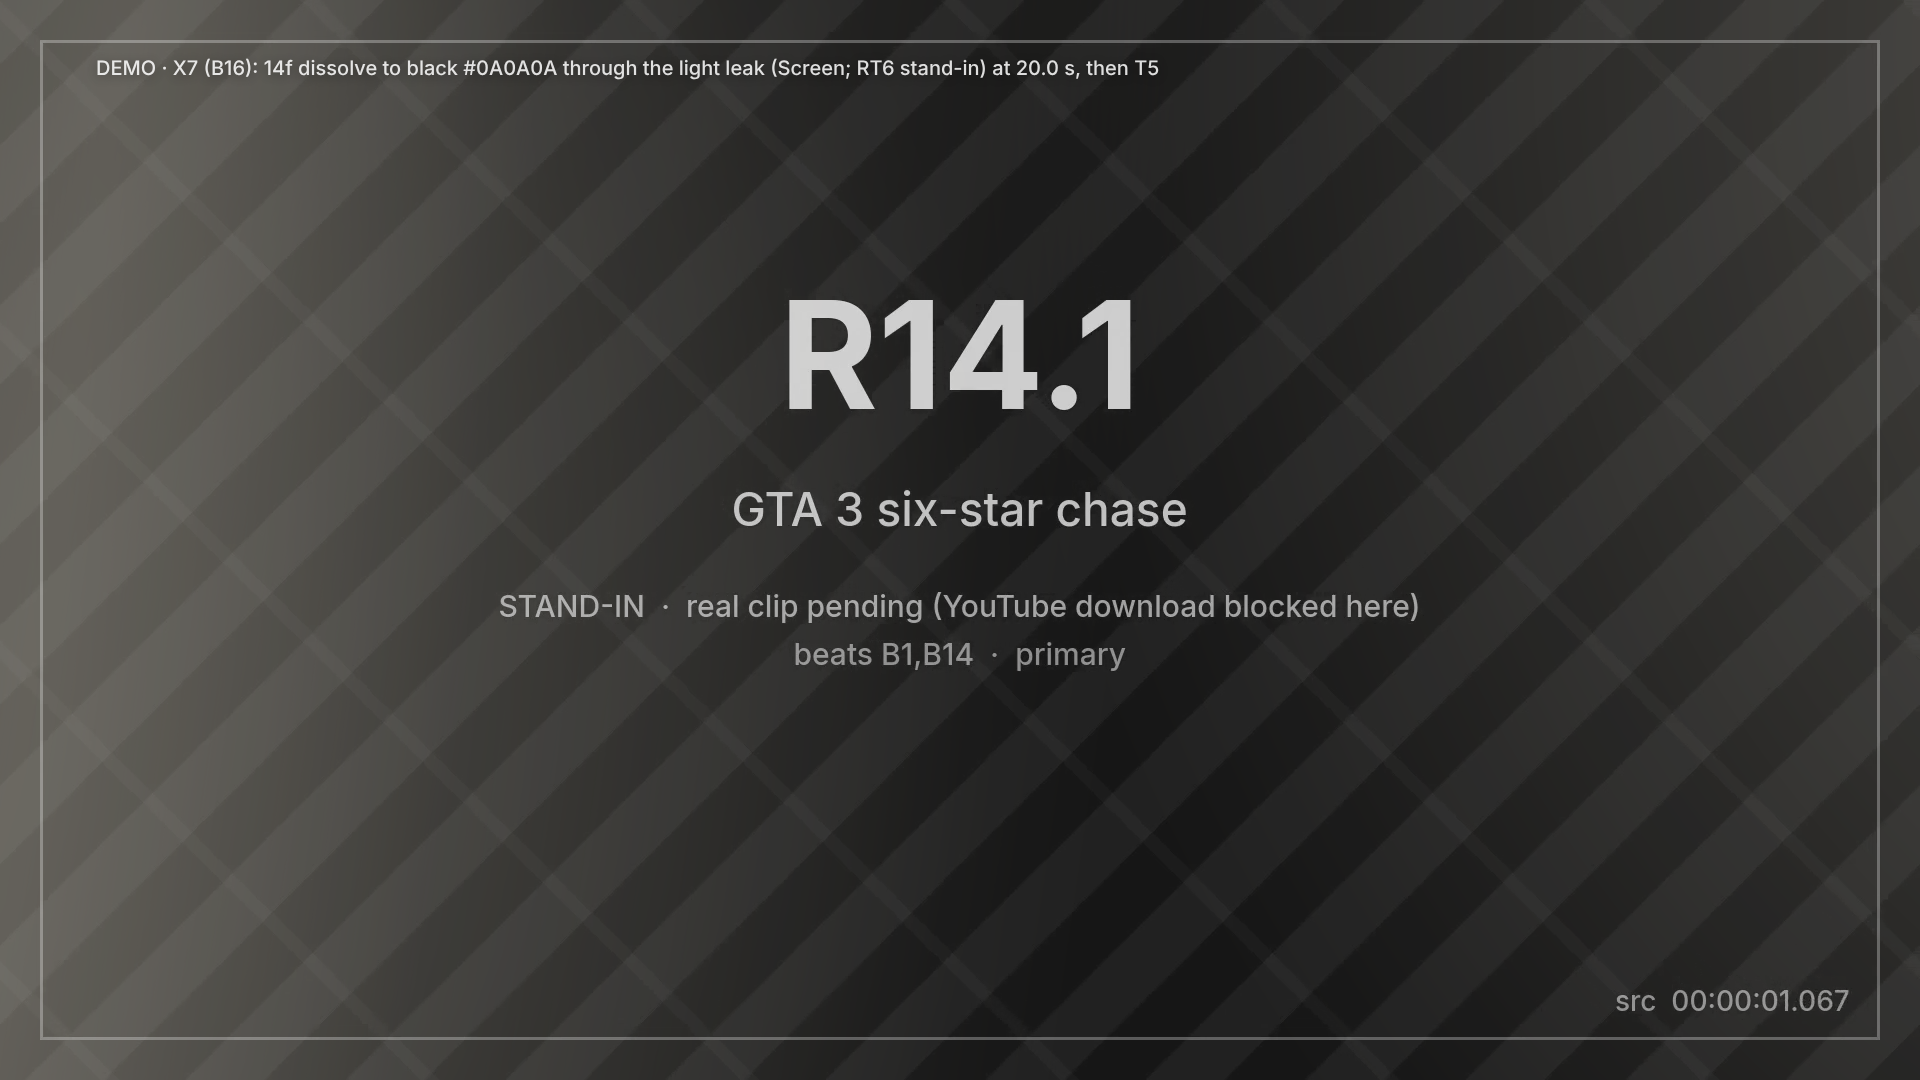 DEMO · X7 (B16): 14f dissolve to black #0A0A0A through the light leak (Screen; RT6 stand-in) at 20.0 s, then T5
R14.1
GTA 3 six-star chase
STAND-IN · real clip pending (YouTube download blocked here)
beats B1,B14 · primary
src 00:00:01.067